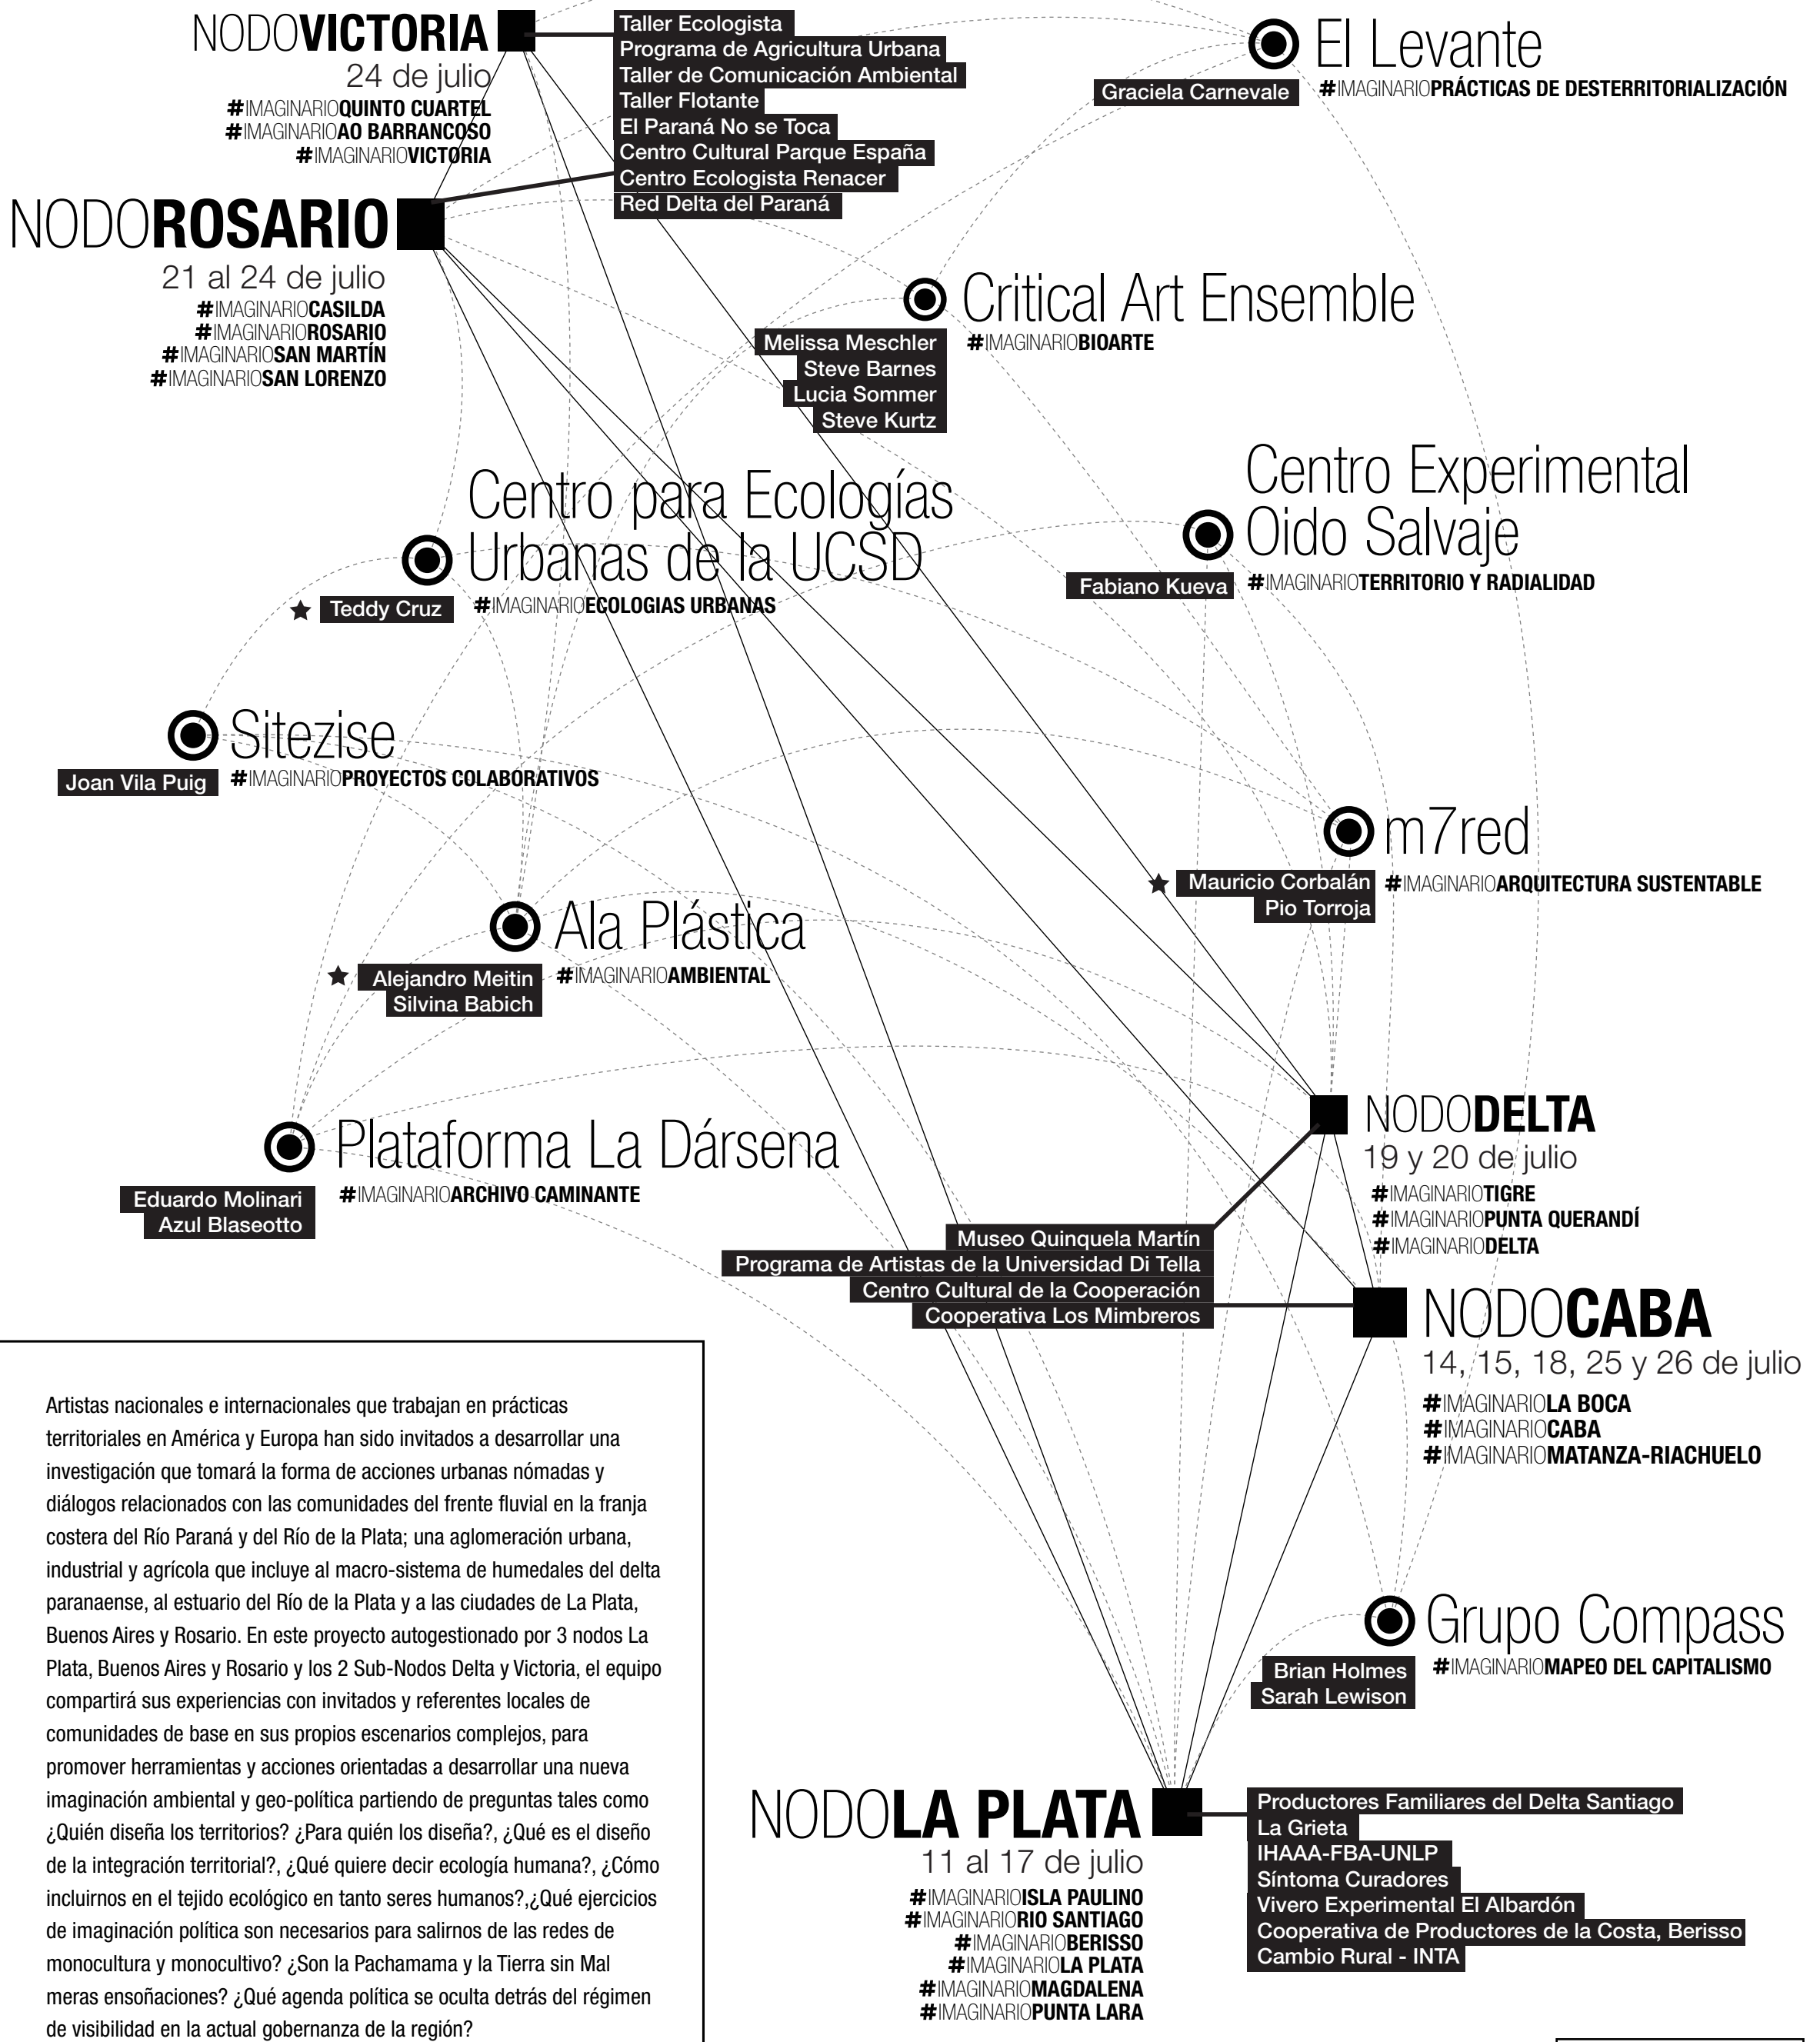 NODOVICTORIA
24 de julio
#IMAGINARIOQUINTO CUARTEL
#IMAGINARIOAO BARRANCOSO
#IMAGINARIOVICTORIA
Taller Ecologista
Programa de Agricultura Urbana
Taller de Comunicación Ambiental
Taller Flotante
El Paraná No se Toca
Centro Cultural Parque España
Centro Ecologista Renacer
Red Delta del Paraná
El Levante
Graciela Carnevale
#IMAGINARIOPRÁCTICAS DE DESTERRITORIALIZACIÓN
NODOROSARIO
21 al 24 de julio
#IMAGINARIOCASILDA
#IMAGINARIOROSARIO
#IMAGINARIOSAN MARTÍN
#IMAGINARIOSAN LORENZO
Critical Art Ensemble
#IMAGINARIOBIOARTE
Melissa Meschler
Steve Barnes
Lucia Sommer
Steve Kurtz
Centro para Ecologías
Urbanas de la UCSD
Teddy Cruz
#IMAGINARIOECOLOGIAS URBANAS
Centro Experimental
Oido Salvaje
Fabiano Kueva
#IMAGINARIOTERRITORIO Y RADIALIDAD
Sitezise
Joan Vila Puig
#IMAGINARIOPROYECTOS COLABORATIVOS
m7red
Mauricio Corbalán
Pio Torroja
#IMAGINARIOARQUITECTURA SUSTENTABLE
Ala Plástica
Alejandro Meitin
Silvina Babich
#IMAGINARIOAMBIENTAL
Plataforma La Dársena
Eduardo Molinari
Azul Blaseotto
#IMAGINARIOARCHIVO CAMINANTE
NODODELTA
19 y 20 de julio
#IMAGINARIOTIGRE
#IMAGINARIOPUNTA QUERANDÍ
#IMAGINARIODELTA
Museo Quinquela Martín
Programa de Artistas de la Universidad Di Tella
Centro Cultural de la Cooperación
Cooperativa Los Mimbreros
NODOCABA
14, 15, 18, 25 y 26 de julio
#IMAGINARIOLA BOCA
#IMAGINARIOCABA
#IMAGINARIOMATANZA-RIACHUELO
Artistas nacionales e internacionales que trabajan en prácticas
territoriales en América y Europa han sido invitados a desarrollar una
investigación que tomará la forma de acciones urbanas nómadas y
diálogos relacionados con las comunidades del frente fluvial en la franja
costera del Río Paraná y del Río de la Plata; una aglomeración urbana,
industrial y agrícola que incluye al macro-sistema de humedales del delta
paranaense, al estuario del Río de la Plata y a las ciudades de La Plata,
Buenos Aires y Rosario. En este proyecto autogestionado por 3 nodos La
Plata, Buenos Aires y Rosario y los 2 Sub-Nodos Delta y Victoria, el equipo
compartirá sus experiencias con invitados y referentes locales de
comunidades de base en sus propios escenarios complejos, para
promover herramientas y acciones orientadas a desarrollar una nueva
imaginación ambiental y geo-política partiendo de preguntas tales como
¿Quién diseña los territorios? ¿Para quién los diseña?, ¿Qué es el diseño
de la integración territorial?, ¿Qué quiere decir ecología humana?, ¿Cómo
incluirnos en el tejido ecológico en tanto seres humanos?,¿Qué ejercicios
de imaginación política son necesarios para salirnos de las redes de
monocultura y monocultivo? ¿Son la Pachamama y la Tierra sin Mal
meras ensoñaciones? ¿Qué agenda política se oculta detrás del régimen
de visibilidad en la actual gobernanza de la región?
Grupo Compass
Brian Holmes
Sarah Lewison
#IMAGINARIOMAPEO DEL CAPITALISMO
NODOLA PLATA
11 al 17 de julio
#IMAGINARIOISLA PAULINO
#IMAGINARIORIO SANTIAGO
#IMAGINARIOBERISSO
#IMAGINARIOLA PLATA
#IMAGINARIOMAGDALENA
#IMAGINARIOPUNTA LARA
Productores Familiares del Delta Santiago
La Grieta
IHAAA-FBA-UNLP
Síntoma Curadores
Vivero Experimental El Albardón
Cooperativa de Productores de la Costa, Berisso
Cambio Rural - INTA